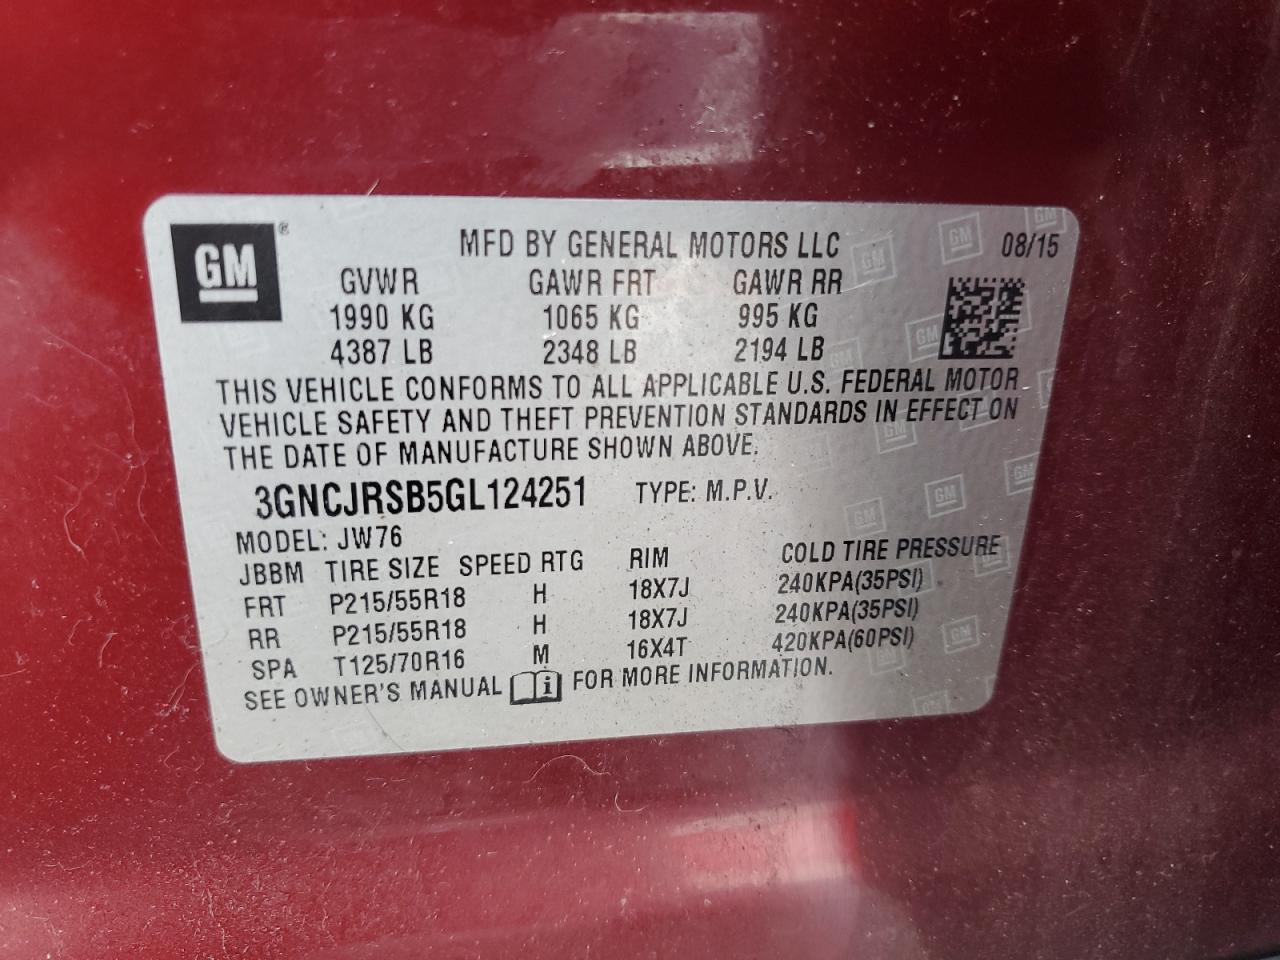 GM®
MFD BY GENERAL MOTORS LLC 08/15
GVWR GAWR FRT GAWR RR
1990 KG 1065 KG 995 KG
4387 LB 2348 LB 2194 LB
THIS VEHICLE CONFORMS TO ALL APPLICABLE U.S. FEDERAL MOTOR
VEHICLE SAFETY AND THEFT PREVENTION STANDARDS IN EFFECT ON
THE DATE OF MANUFACTURE SHOWN ABOVE.
3GNCJRSB5GL124251 TYPE: M.P.V.
MODEL: JW76
JBBM TIRE SIZE SPEED RTG RIM COLD TIRE PRESSURE
FRT P215/55R18 H 18X7J 240KPA(35PSI)
RR P215/55R18 H 18X7J 240KPA(35PSI)
SPA T125/70R16 M 16X4T 420KPA(60PSI)
SEE OWNER'S MANUAL FOR MORE INFORMATION.